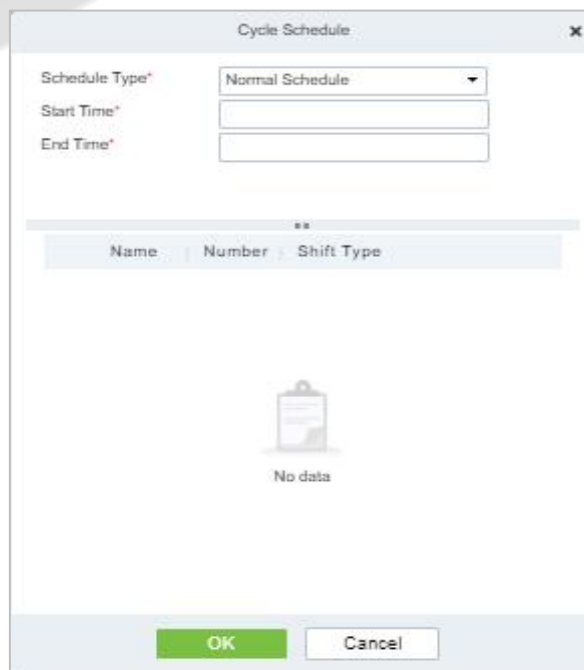 Cycle Schedule ×
Schedule Type* Normal Schedule
Start Time*
End Time*
Name Number Shift Type
No data
OK Cancel